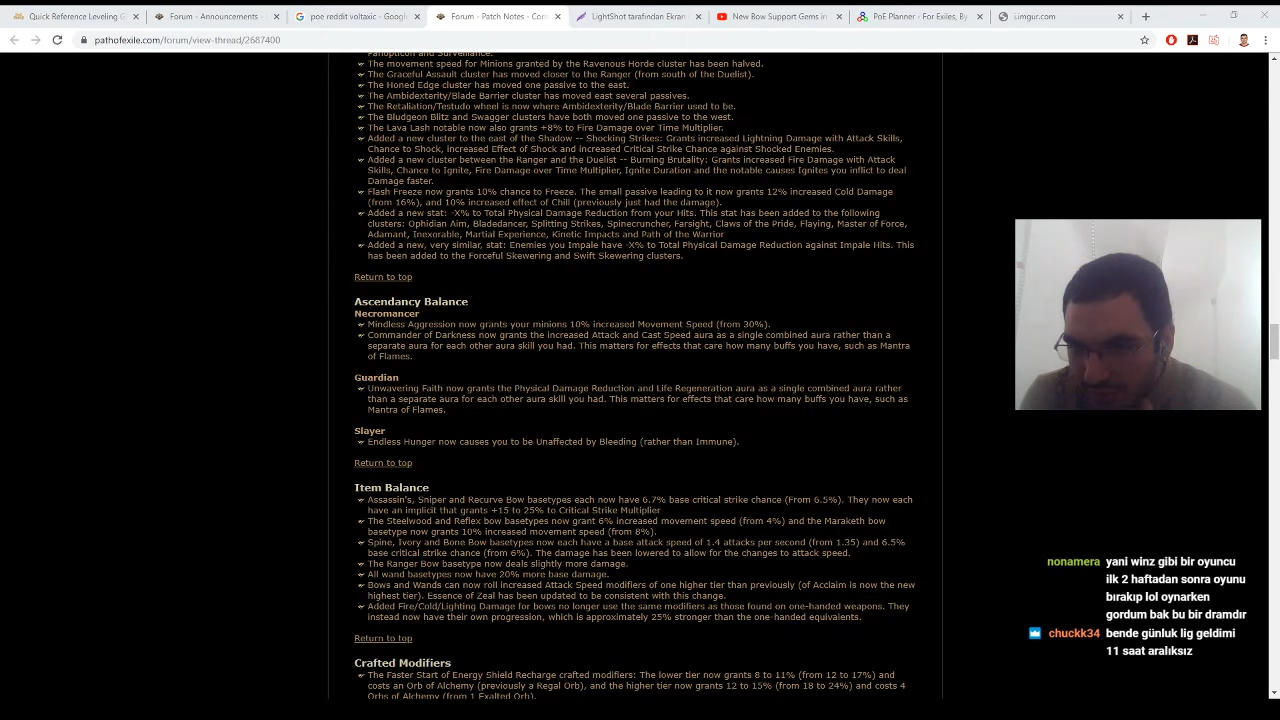 Quick Reference Leveling G
Forum - Announcements -
poe reddit voltaxic - Google
Forum - Patch Notes - Con
LightShot tarafından Ekran
New Bow Support Gems in
PoE Planner - For Exiles, By
i.imgur.com
pathofexile.com/forum/view-thread/2687400
Panopticon and Surveillance.
The movement speed for Minions granted by the Ravenous Horde cluster has been halved.
The Graceful Assault cluster has moved closer to the Ranger (from south of the Duelist).
The Honed Edge cluster has moved one passive to the east.
The Ambidexterity/Blade Barrier cluster has moved east several passives.
The Retaliation/Testudo wheel is now where Ambidexterity/Blade Barrier used to be.
The Bludgeon Blitz and Swagger clusters have both moved one passive to the west.
The Lava Lash notable now also grants +8% to Fire Damage over Time Multiplier.
Added a new cluster to the east of the Shadow -- Shocking Strikes: Grants increased Lightning Damage with Attack Skills,
Chance to Shock, increased Effect of Shock and increased Critical Strike Chance against Shocked Enemies.
Added a new cluster between the Ranger and the Duelist -- Burning Brutality: Grants increased Fire Damage with Attack
Skills, Chance to Ignite, Fire Damage over Time Multiplier, Ignite Duration and the notable causes Ignites you inflict to deal
Damage faster.
Flash Freeze now grants 10% chance to Freeze. The small passive leading to it now grants 12% increased Cold Damage
(from 16%), and 10% increased effect of Chill (previously just had the damage).
Added a new stat: -X% to Total Physical Damage Reduction from your Hits. This stat has been added to the following
clusters: Ophidian Aim, Bladedancer, Splitting Strikes, Spinecruncher, Farsight, Claws of the Pride, Flaying, Master of Force,
Adamant, Inexorable, Martial Experience, Kinetic Impacts and Path of the Warrior
Added a new, very similar, stat: Enemies you Impale have -X% to Total Physical Damage Reduction against Impale Hits. This
has been added to the Forceful Skewering and Swift Skewering clusters.
Return to top
Ascendancy Balance
Necromancer
Mindless Aggression now grants your minions 10% increased Movement Speed (from 30%).
Commander of Darkness now grants the increased Attack and Cast Speed aura as a single combined aura rather than a
separate aura for each other aura skill you had. This matters for effects that care how many buffs you have, such as Mantra
of Flames.
Guardian
Unwavering Faith now grants the Physical Damage Reduction and Life Regeneration aura as a single combined aura rather
than a separate aura for each other aura skill you had. This matters for effects that care how many buffs you have, such as
Mantra of Flames.
Slayer
Endless Hunger now causes you to be Unaffected by Bleeding (rather than Immune).
Return to top
Item Balance
Assassin's, Sniper and Recurve Bow basetypes each now have 6.7% base critical strike chance (From 6.5%). They now each
have an implicit that grants +15 to 25% to Critical Strike Multiplier
The Steelwood and Reflex bow basetypes now grant 6% increased movement speed (from 4%) and the Maraketh bow
basetype now grants 10% increased movement speed (from 8%).
Spine, Ivory and Bone Bow basetypes now each have a base attack speed of 1.4 attacks per second (from 1.35) and 6.5%
base critical strike chance (from 6%). The damage has been lowered to allow for the changes to attack speed.
The Ranger Bow basetype now deals slightly more damage.
All wand basetypes now have 20% more base damage.
Bows and Wands can now roll increased Attack Speed modifiers of one higher tier than previously (of Acclaim is now the new
highest tier). Essence of Zeal has been updated to be consistent with this change.
Added Fire/Cold/Lighting Damage for bows no longer use the same modifiers as those found on one-handed weapons. They
instead now have their own progression, which is approximately 25% stronger than the one-handed equivalents.
Return to top
Crafted Modifiers
The Faster Start of Energy Shield Recharge crafted modifiers: The lower tier now grants 8 to 11% (from 12 to 17%) and
costs an Orb of Alchemy (previously a Regal Orb), and the higher tier now grants 12 to 15% (from 18 to 24%) and costs 4
Orbs of Alchemy (from 1 Exalted Orb).
nonamera yani winz gibi bir oyuncu
ilk 2 haftadan sonra oyunu
bırakıp lol oynarken
gordum bak bu bir dramdır
chuckk34 bende günluk lig geldimi
11 saat aralıksız